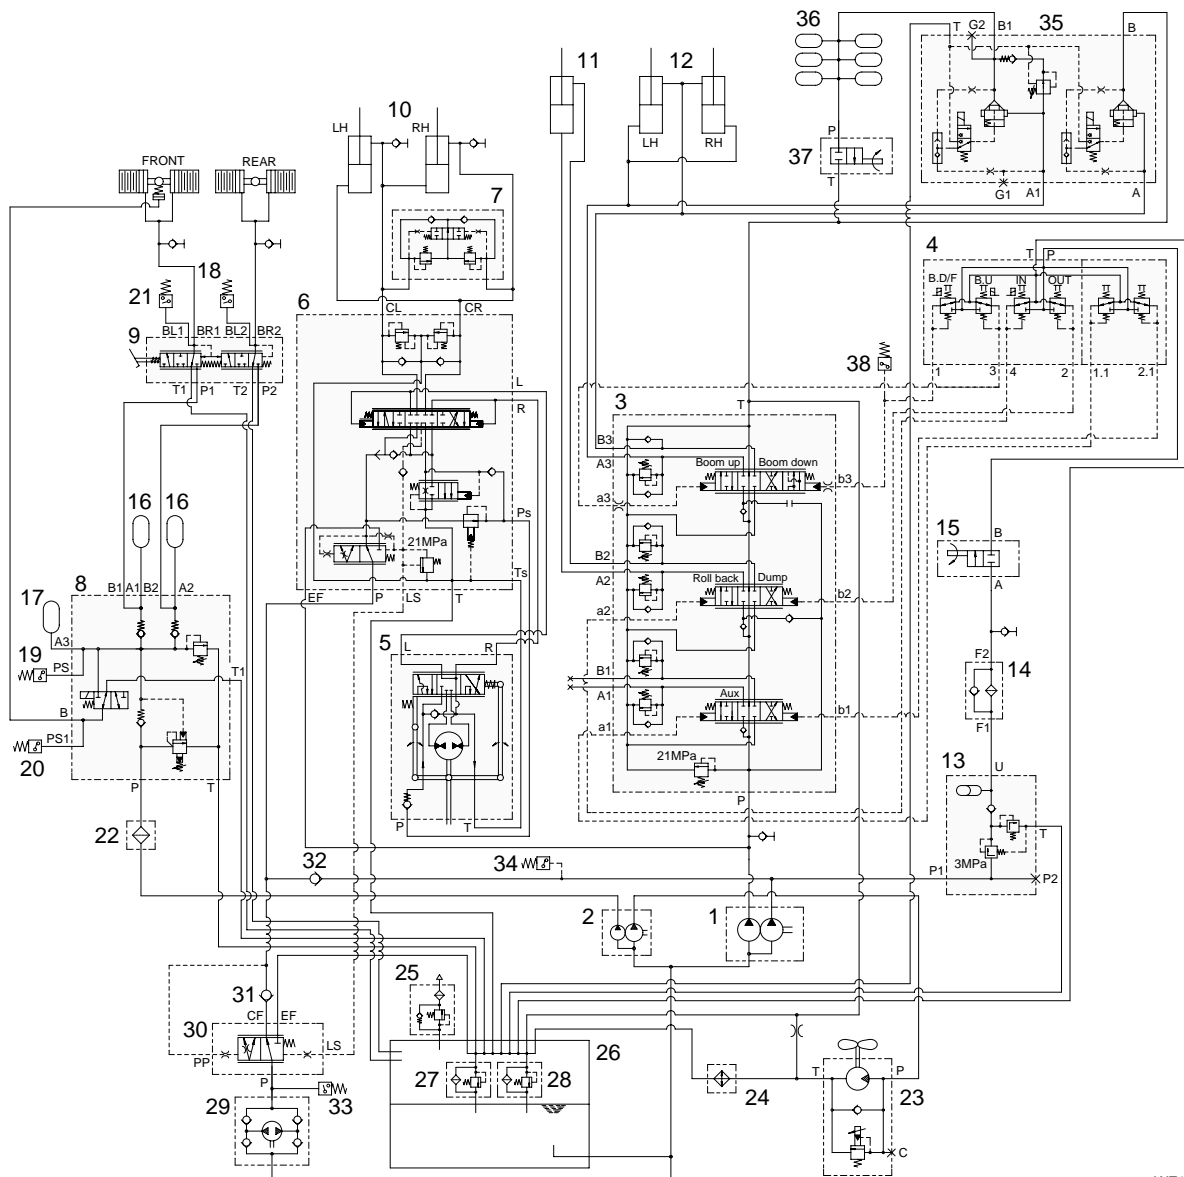 36
T G2 B1 35 B
11
12
10
LH RH
LH RH
P
37
T
G1 A1 A
FRONT REAR
7
18
21
9
BL1 BR1 BL2 BR2
T1 P1 T2 P2
6
CL CR
L
R
4
T P
B.D/F B.U IN OUT
1 3 4 2 1.1 2.1
38
3
T
B3
A3
Boom up Boom down
a3
b3
16 16
Ps
21MPa
Ts
EF P LS T
B2
A2
Roll back Dump
a2
b2
15
B
A
8
B1 A1 B2 A2
17
A3
19
PS
T1
B
PS1
20
P T
5
L R
P T
B1
A1
Aux
a1
b1
21MPa
P
14
F2
F1
13
U
T
3MPa
P1
P2
22
32
34
2
1
25
31
CF EF
30
PP
LS
P
33
29
26
27
28
24
T P
23
C